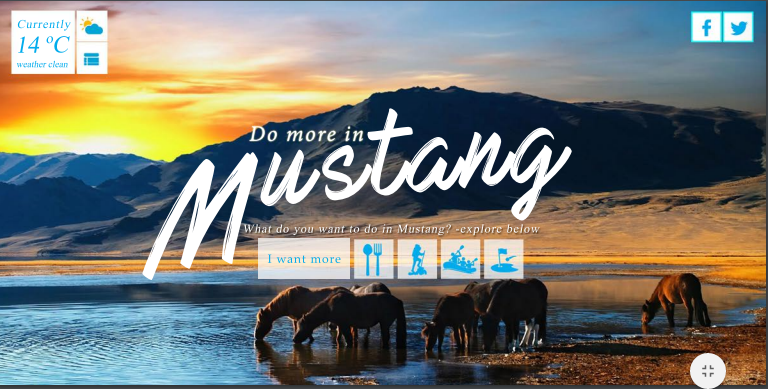 Currently
14 ºC
weather clean
Do more in
Mustang
What do you want to do in Mustang? -explore below
I want more